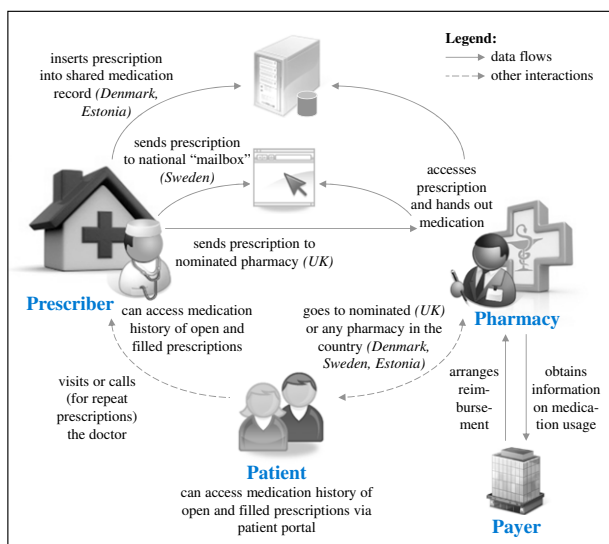 inserts prescription
into shared medication
record (Denmark,
Estonia)
Legend:
data flows
other interactions
sends prescription
to national “mailbox”
(Sweden)
accesses
prescription
and hands out
medication
sends prescription to
nominated pharmacy (UK)
Prescriber
can access medication
history of open and
filled prescriptions
goes to nominated (UK)
or any pharmacy in the
country (Denmark,
Sweden, Estonia)
Pharmacy
visits or calls
(for repeat
prescriptions)
the doctor
arranges
reim-
burse-
ment
obtains
information
on medica-
tion usage
Patient
can access medication history of
open and filled prescriptions via
patient portal
Payer